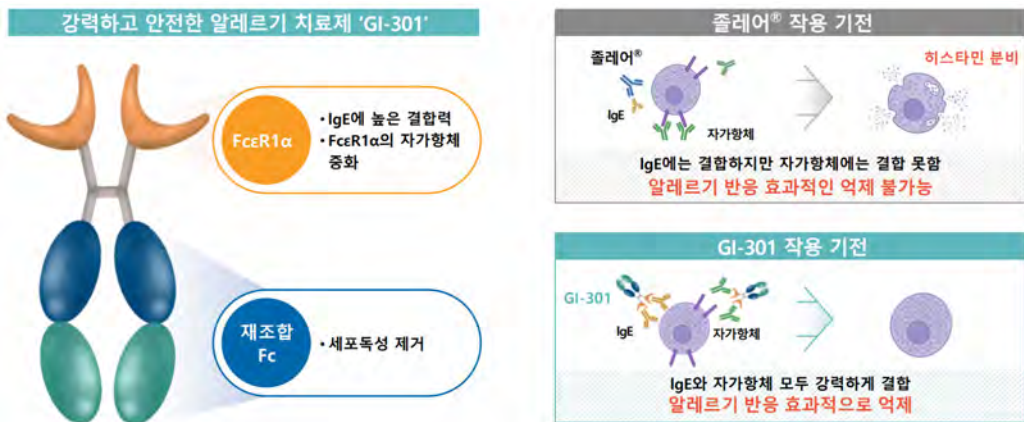 강력하고 안전한 알레르기 치료제 'GI-301'
FcεR1α
• IgE에 높은 결합력
• FcεR1α의 자가항체
중화
재조합
Fc
• 세포독성 제거
졸레어® 작용 기전
졸레어®
IgE
자가항체
히스타민 분비
IgE에는 결합하지만 자가항체에는 결합 못함
알레르기 반응 효과적인 억제 불가능
GI-301 작용 기전
GI-301
IgE
자가항체
IgE와 자가항체 모두 강력하게 결합
알레르기 반응 효과적으로 억제